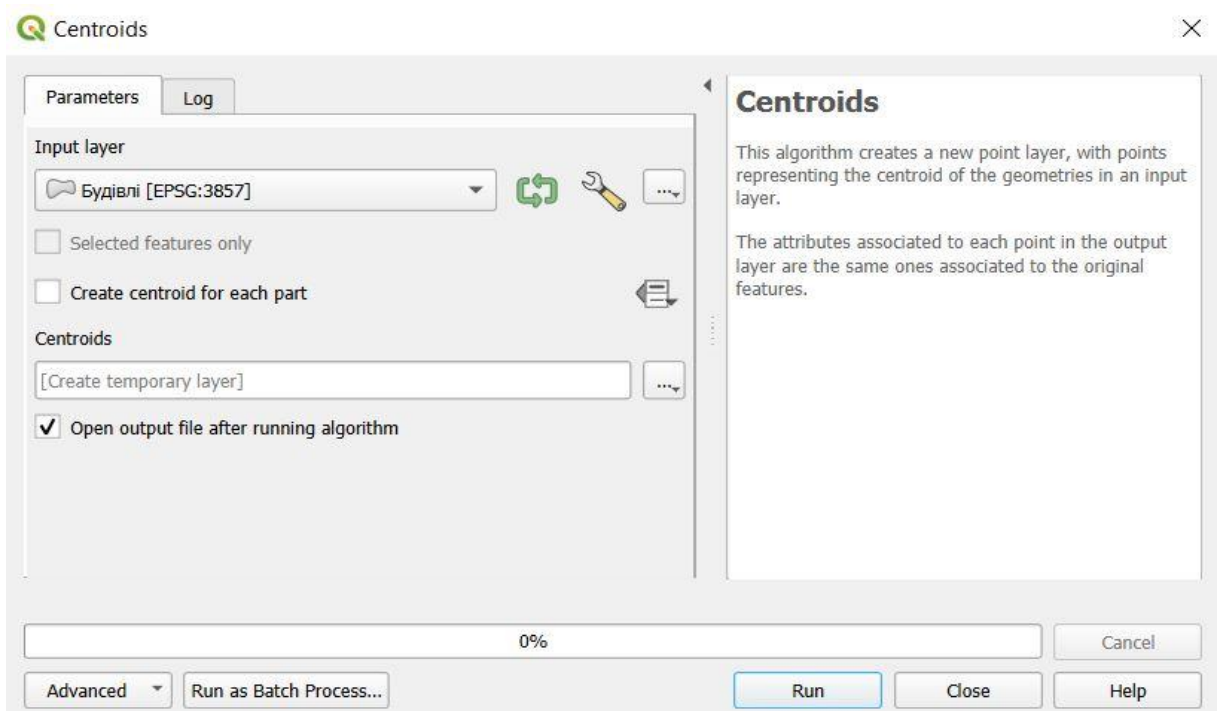 Centroids
Parameters
Log
Input layer
Будівлі [EPSG:3857]
...
Selected features only
Create centroid for each part
Centroids
[Create temporary layer]
...
Open output file after running algorithm
Centroids
This algorithm creates a new point layer, with points
representing the centroid of the geometries in an input
layer.
The attributes associated to each point in the output
layer are the same ones associated to the original
features.
0%
Cancel
Advanced
Run as Batch Process...
Run
Close
Help